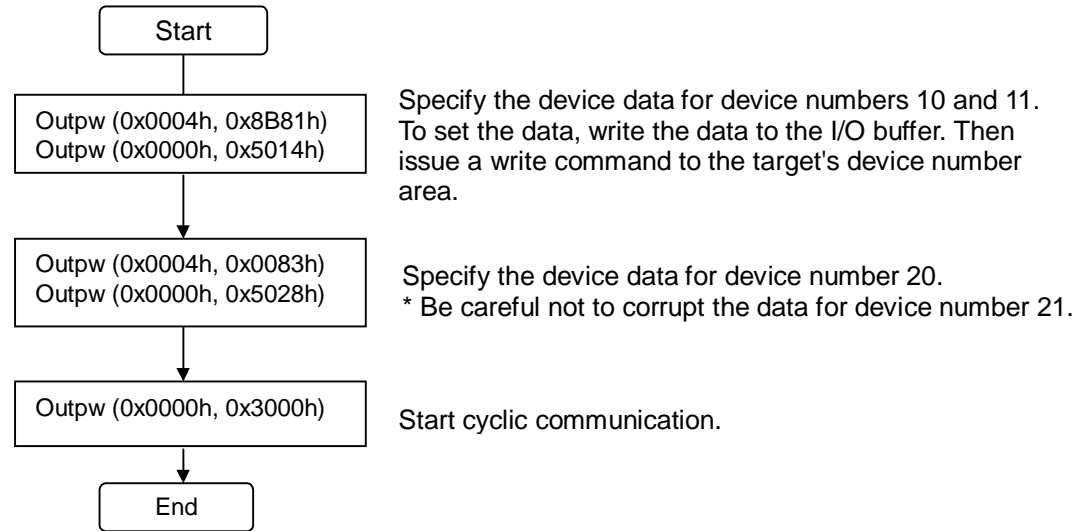 Start
Outpw (0x0004h, 0x8B81h)
Outpw (0x0000h, 0x5014h)
Specify the device data for device numbers 10 and 11.
To set the data, write the data to the I/O buffer. Then
issue a write command to the target's device number
area.
Outpw (0x0004h, 0x0083h)
Outpw (0x0000h, 0x5028h)
Specify the device data for device number 20.
* Be careful not to corrupt the data for device number 21.
Outpw (0x0000h, 0x3000h)
Start cyclic communication.
End